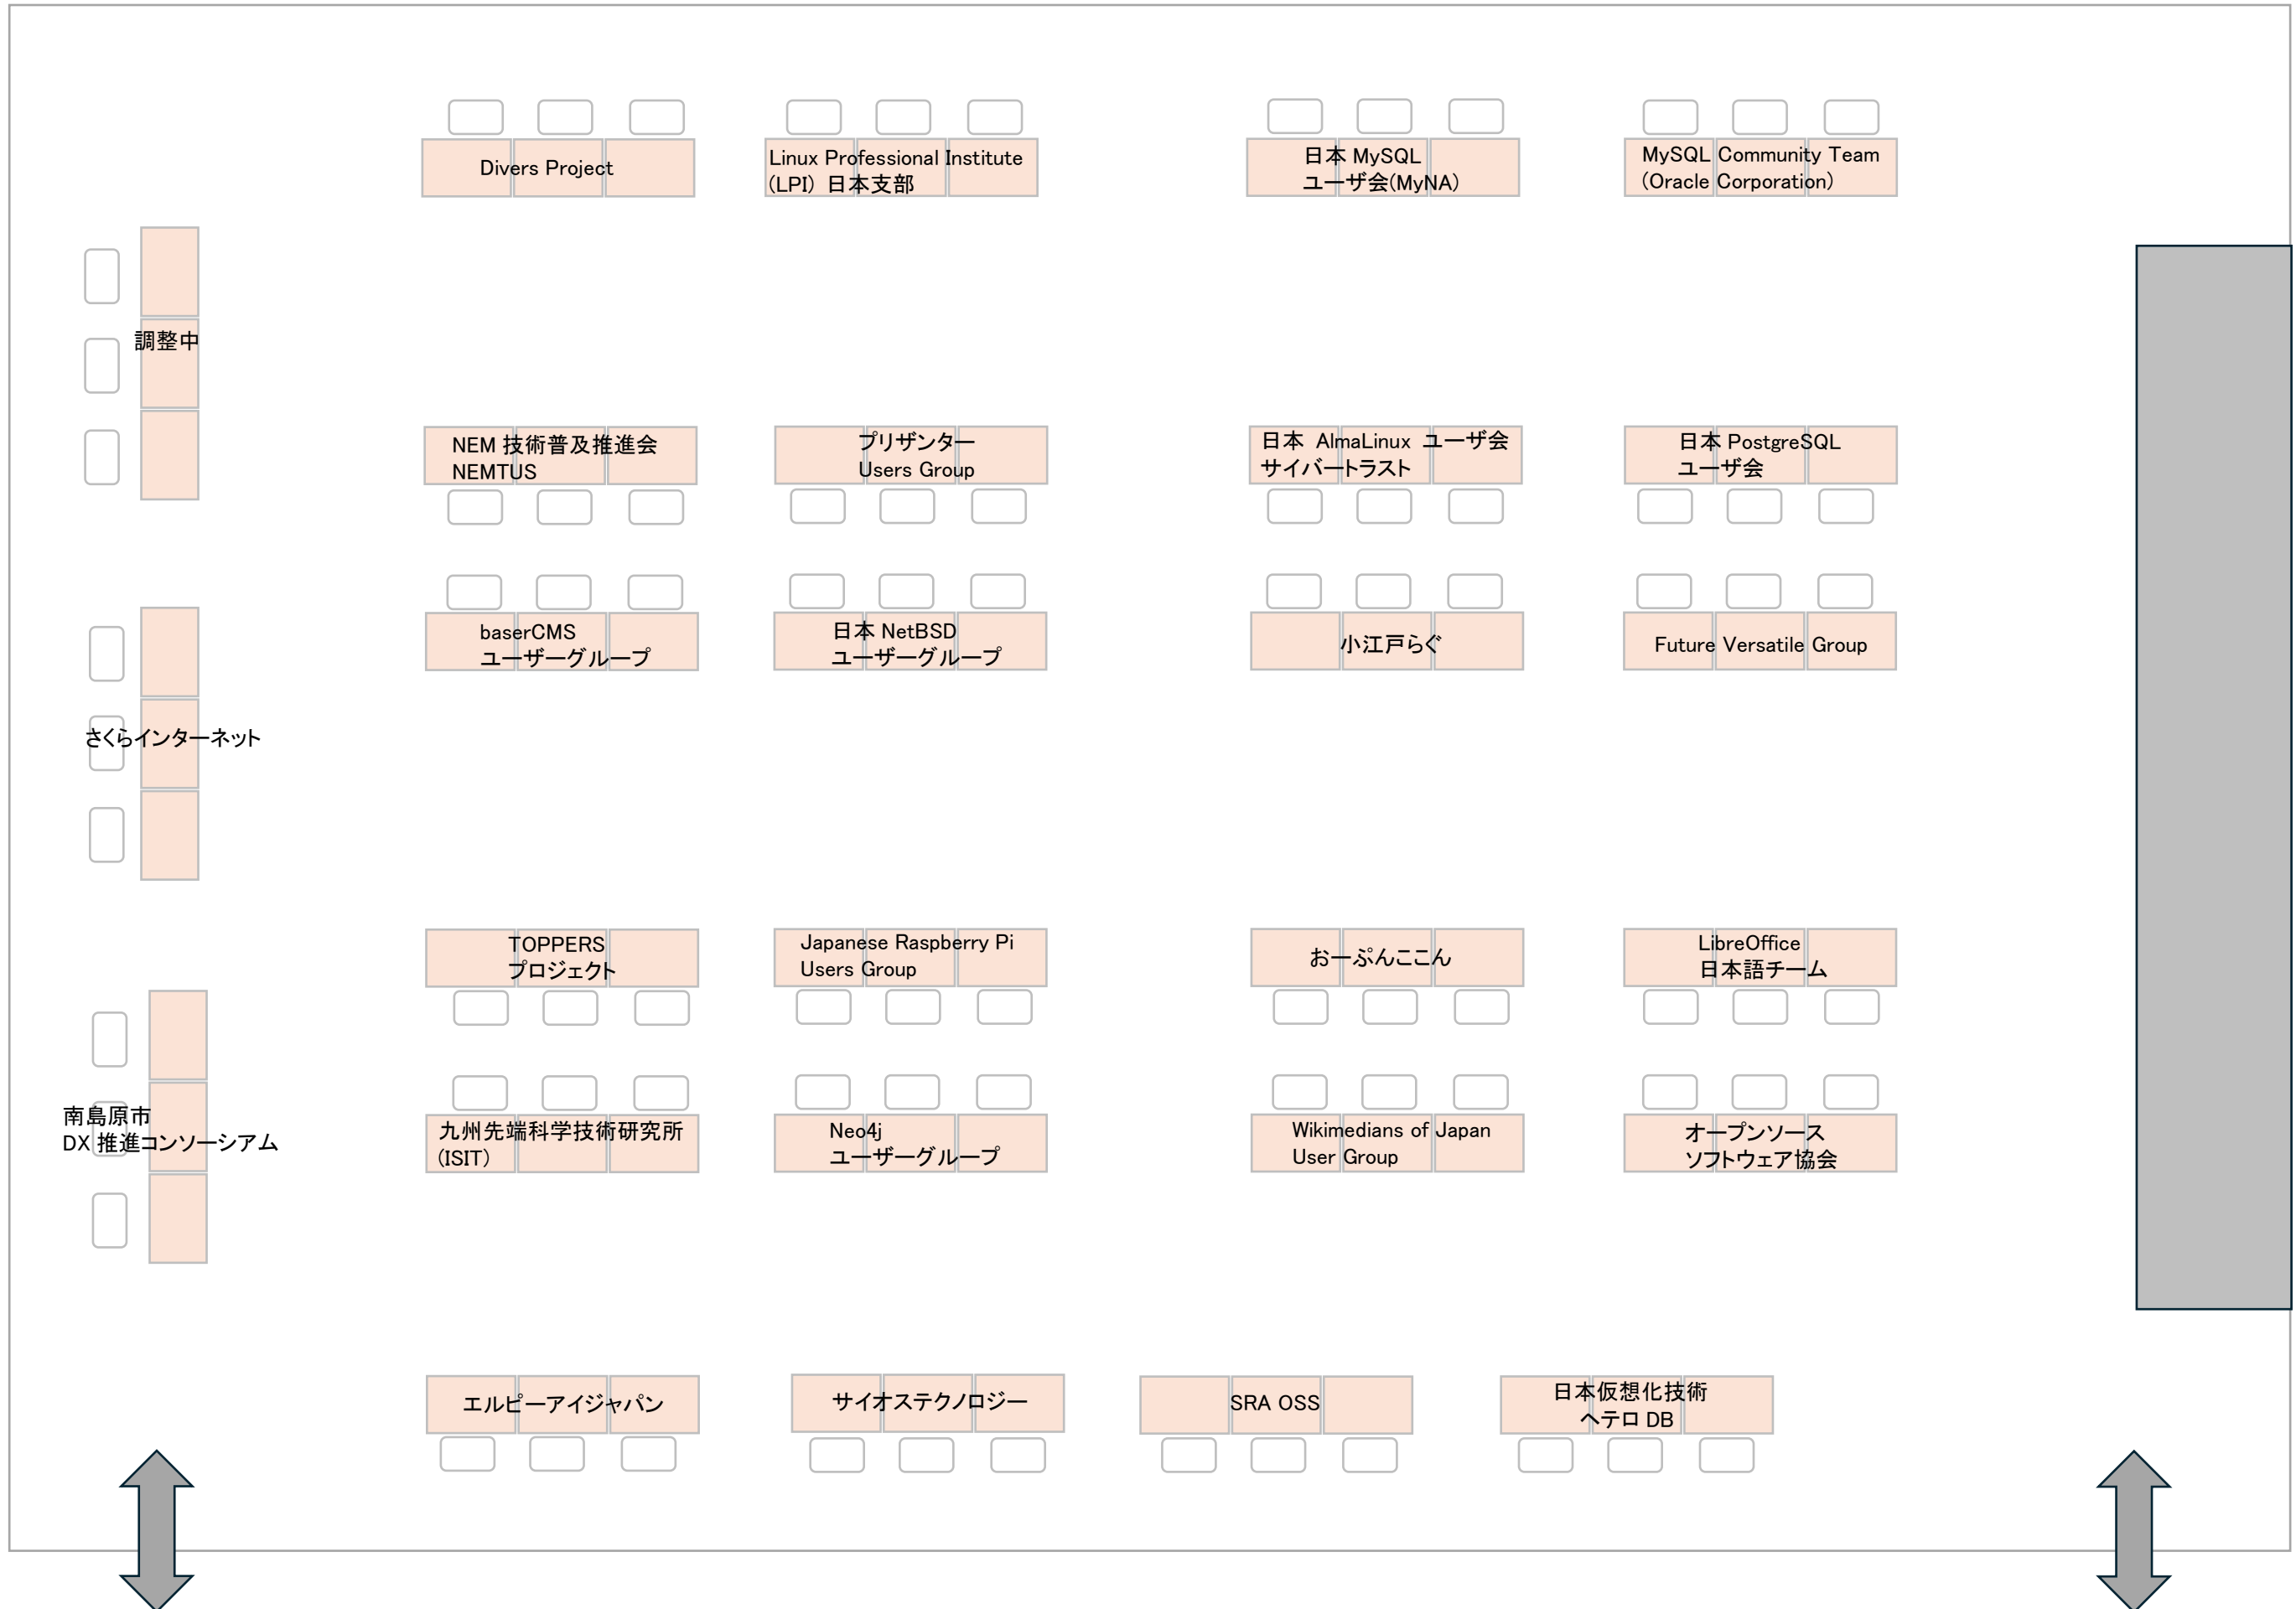 Divers Project
Linux Professional Institute
(LPI) 日本支部
日本 MySQL
ユーザ会(MyNA)
MySQL Community Team
(Oracle Corporation)
調整中
NEM 技術普及推進会
NEMTUS
プリザンター
Users Group
日本 AlmaLinux ユーザ会
サイバートラスト
日本 PostgreSQL
ユーザ会
baserCMS
ユーザーグループ
日本 NetBSD
ユーザーグループ
小江戸らぐ
Future Versatile Group
さくらインターネット
TOPPERS
プロジェクト
Japanese Raspberry Pi
Users Group
おーぷんここん
LibreOffice
日本語チーム
南島原市
DX 推進コンソーシアム
九州先端科学技術研究所
(ISIT)
Neo4j
ユーザーグループ
Wikimedians of Japan
User Group
オープンソース
ソフトウェア協会
エルピーアイジャパン
サイオステクノロジー
SRA OSS
日本仮想化技術
ヘテロ DB